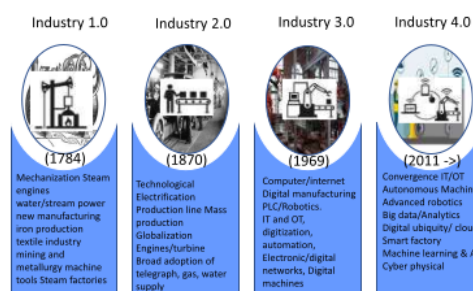 Industry 1.0
(1784)
Mechanization Steam
engines
water/stream power
new manufacturing
iron production
textile industry
mining and
metallurgy machine
tools Steam factories
Industry 2.0
(1870)
Technological
Electrification
Production line Mass
production
Globalization
Engines/turbine
Broad adoption of
telegraph, gas, water
supply
Industry 3.0
(1969)
Computer/internet
Digital manufacturing
PLC/Robotics.
IT and OT,
digitization,
automation,
Electronic/digital
networks, Digital
machines
Industry 4.0
(2011 ->)
Convergence IT/OT
Autonomous Machin
Advanced robotics
Big data/Analytics
Digital ubiquity/ clou
Smart factory
Machine learning & A
Cyber physical